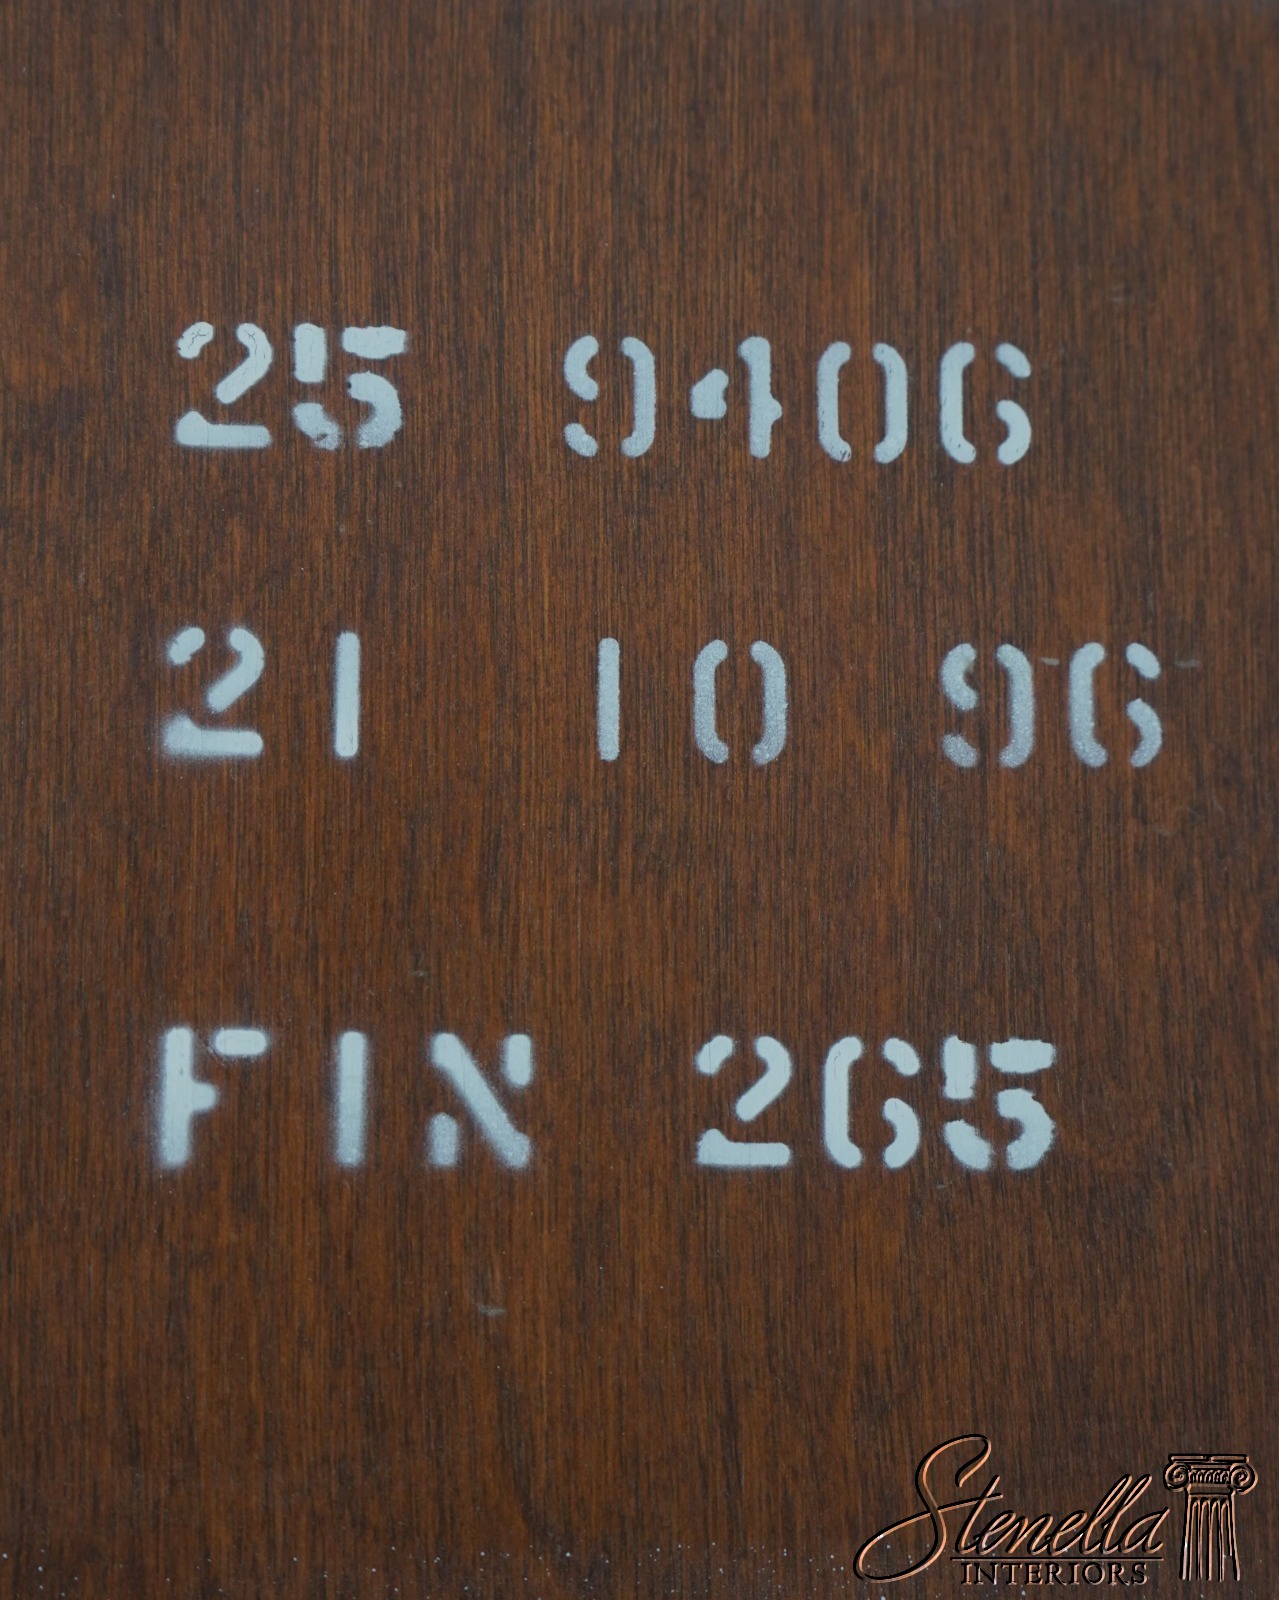 25 9406
21 10 96
FIN 265
Stenella
INTERIORS